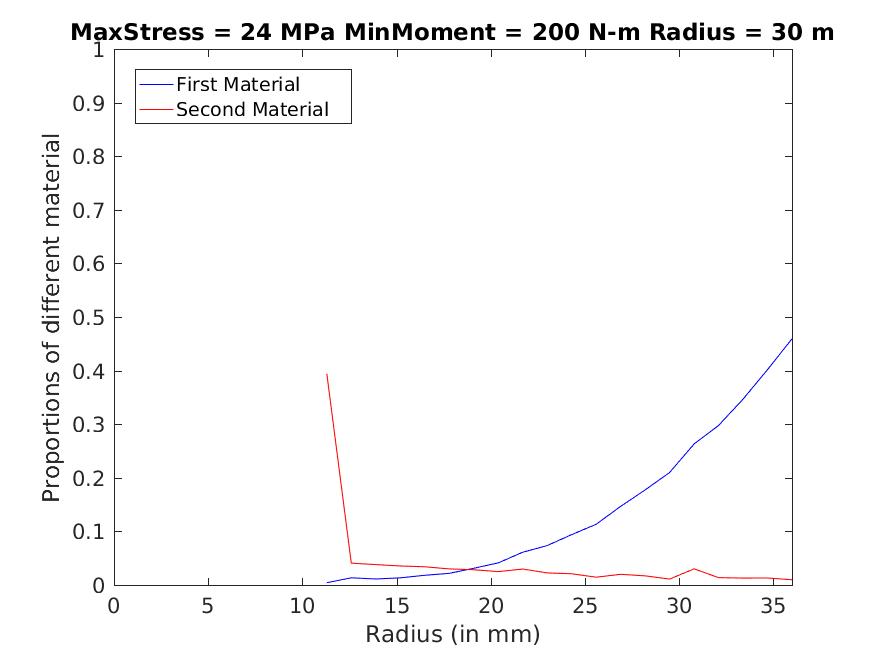 MaxStress = 24 MPa MinMoment = 200 N-m Radius = 30 m
First Material
Second Material
Proportions of different material
1
0.9
0.8
0.7
0.6
0.5
0.4
0.3
0.2
0.1
0
0 5 10 15 20 25 30 35
Radius (in mm)